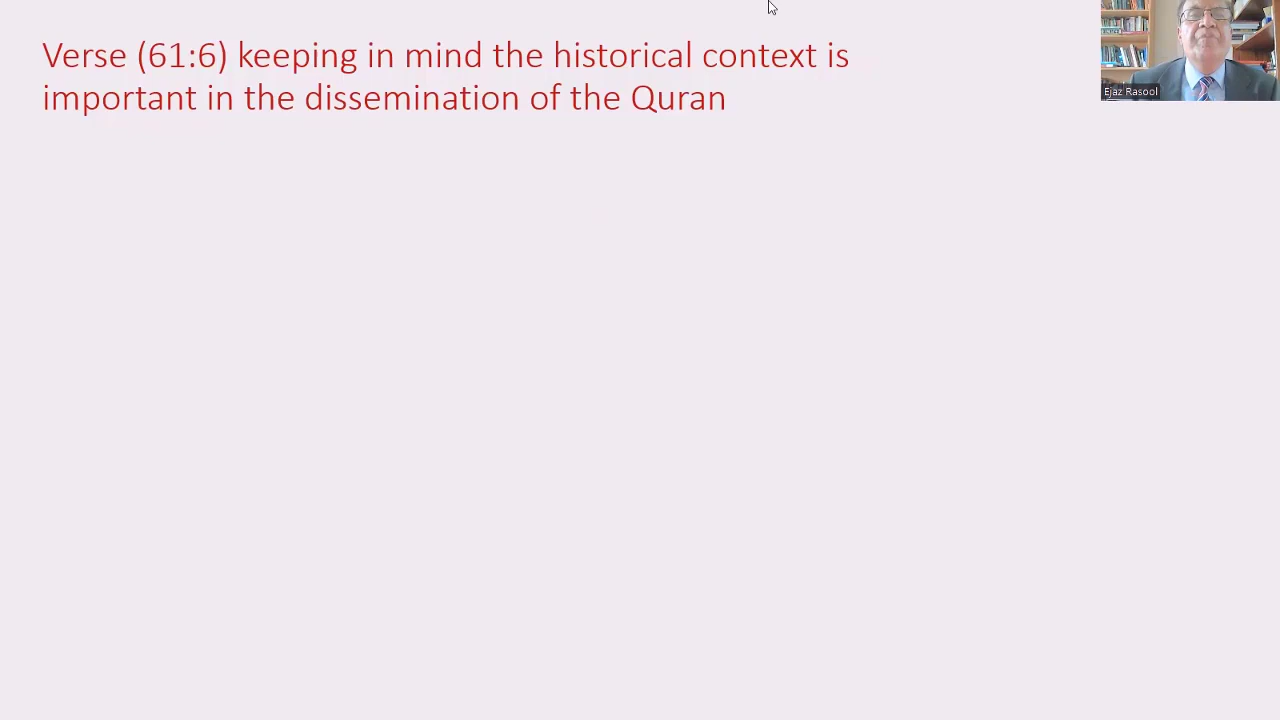 Verse (61:6) keeping in mind the historical context is
important in the dissemination of the Quran
Ejaz Rasool